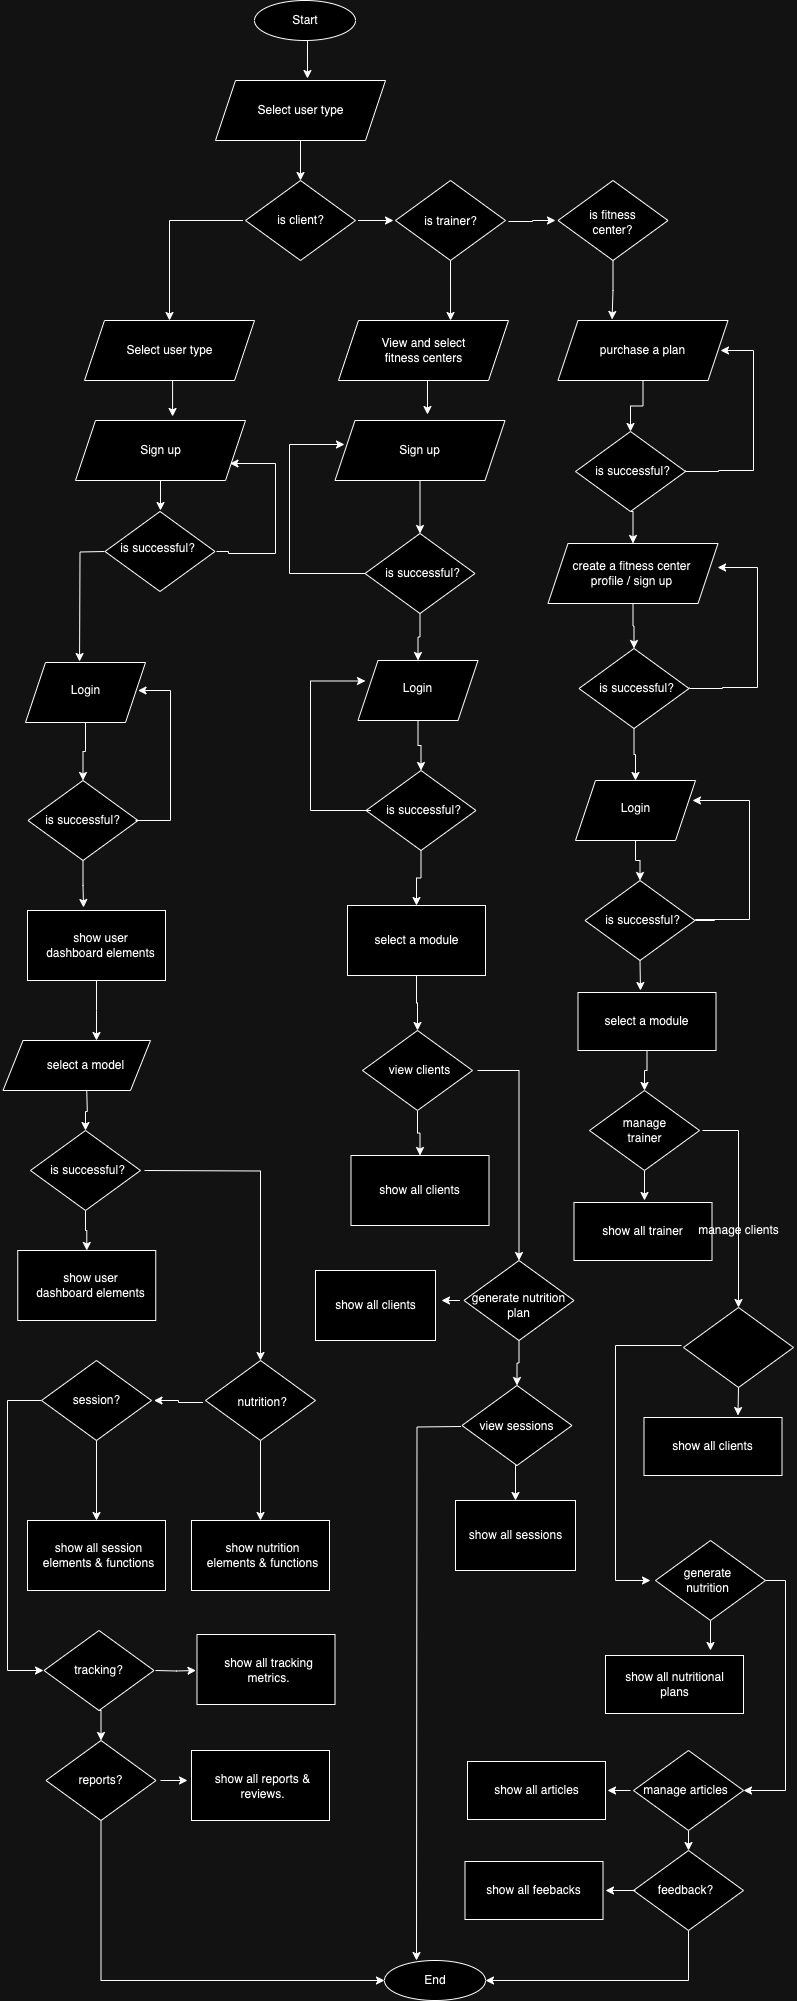 Start
Select user type
is client?
is trainer?
is fitness
center?
Select user type
View and select
fitness centers
purchase a plan
Sign up
Sign up
is successful?
is successful?
is successful?
create a fitness center
profile / sign up
Login
Login
is successful?
is successful?
is successful?
Login
is successful?
show user
dashboard elements
select a module
select a module
select a model
view clients
manage
trainer
is successful?
show all clients
show all trainer
manage clients
show user
dashboard elements
show all clients
generate nutrition
plan
session?
nutrition?
view sessions
show all clients
show all session
elements & functions
show nutrition
elements & functions
show all sessions
generate
nutrition
tracking?
show all tracking
metrics.
show all nutritional
plans
reports?
show all reports &
reviews.
show all articles
manage articles
show all feebacks
feedback?
End